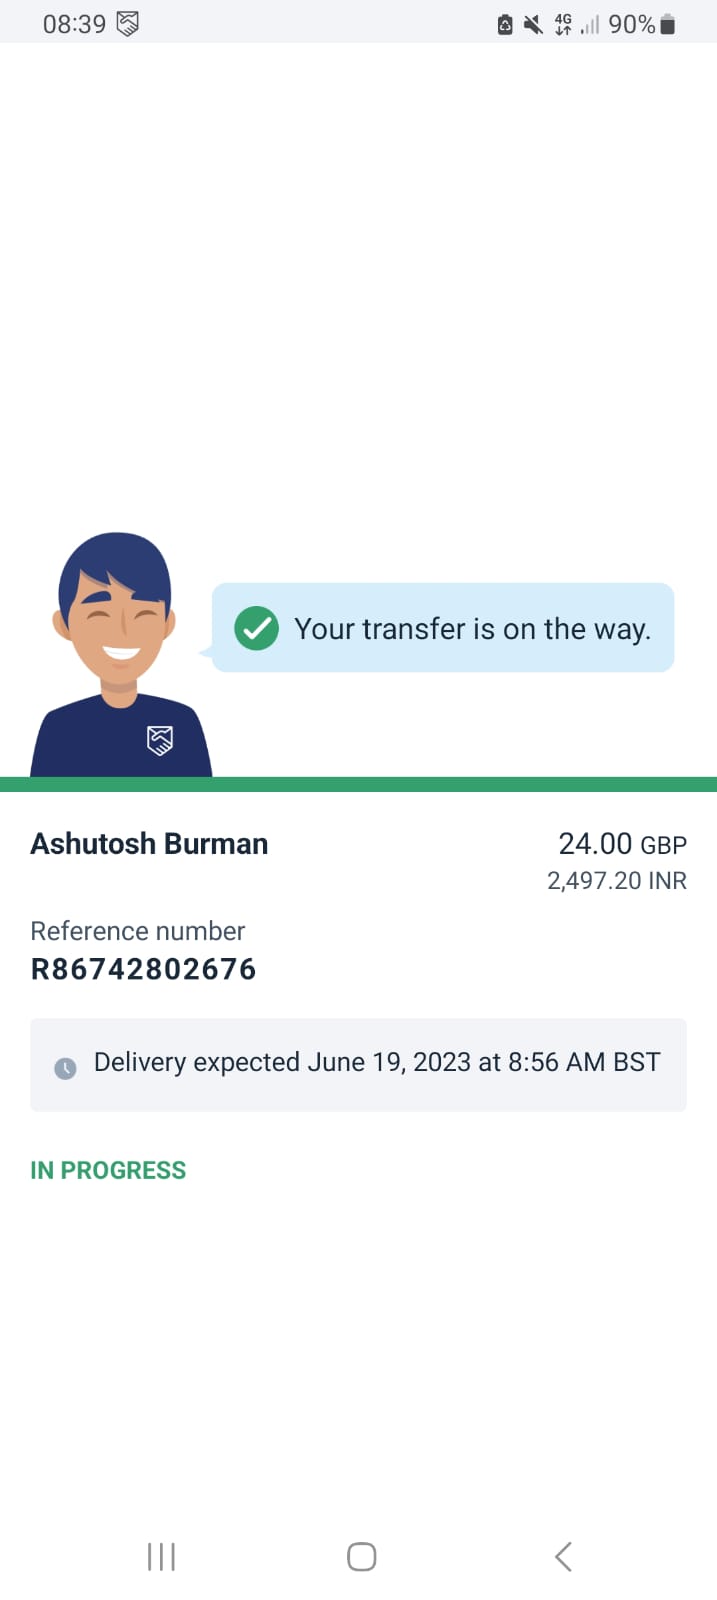 08:39
4G 90%
Your transfer is on the way.
Ashutosh Burman
24.00 GBP
2,497.20 INR
Reference number
R86742802676
Delivery expected June 19, 2023 at 8:56 AM BST
IN PROGRESS